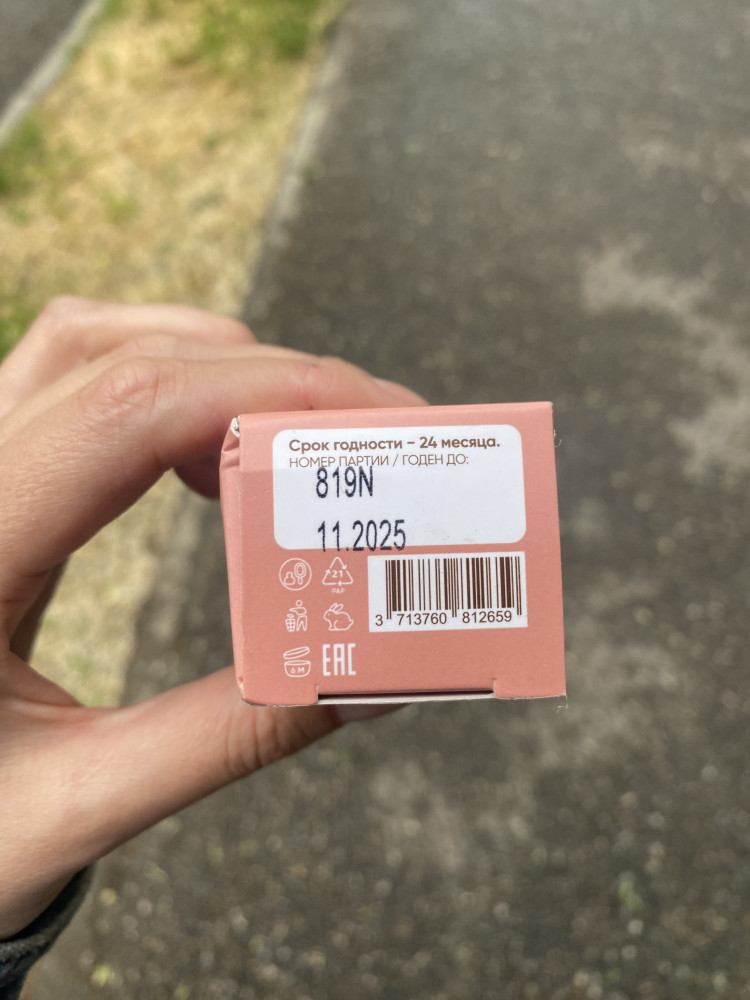 Срок годности – 24 месяца.
НОМЕР ПАРТИИ / ГОДЕН ДО:
819N
11.2025
21
PAP
3 713760 812659
6 M
EAC